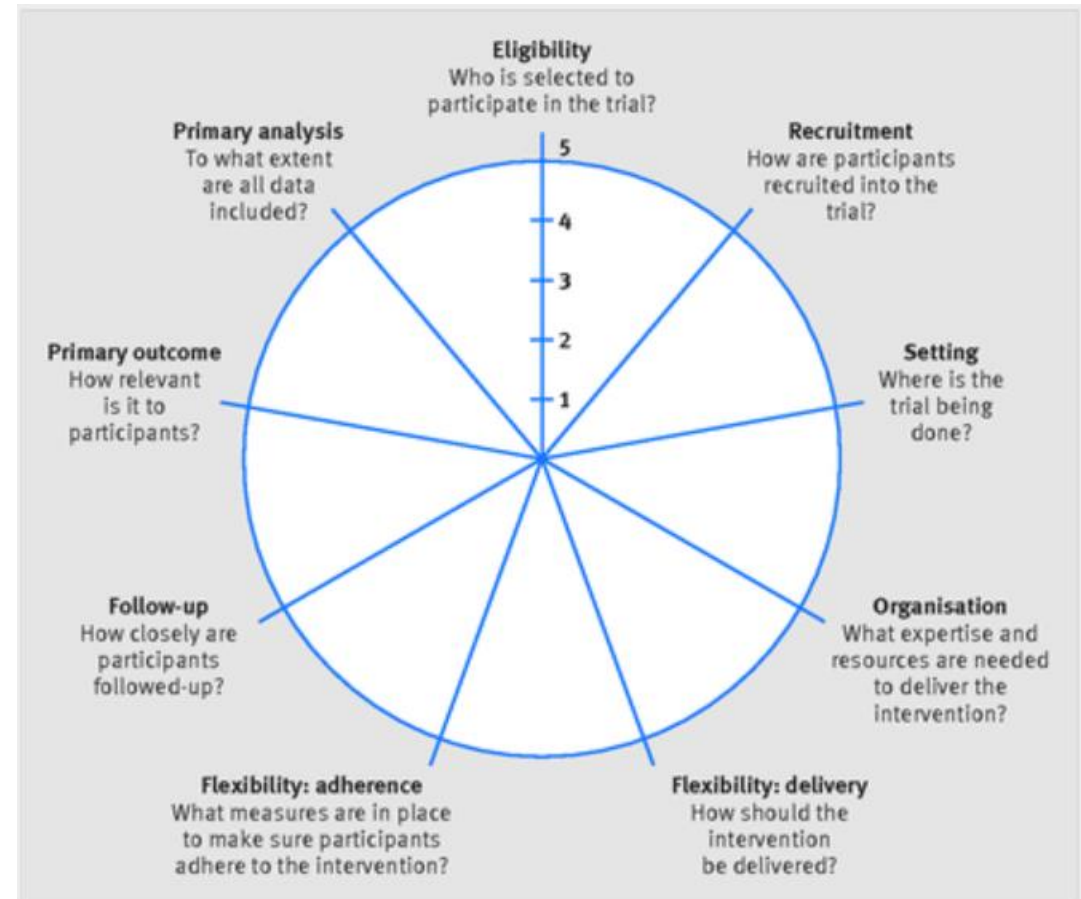 Eligibility
Who is selected to
participate in the trial?
Primary analysis
To what extent
are all data
included?
Recruitment
How are participants
recruited into the
trial?
5
4
3
2
1
Primary outcome
How relevant
is it to
participants?
Setting
Where is the
trial being
done?
Follow-up
How closely are
participants
followed-up?
Organisation
What expertise and
resources are needed
to deliver the
intervention?
Flexibility: adherence
What measures are in place
to make sure participants
adhere to the intervention?
Flexibility: delivery
How should the
intervention
be delivered?